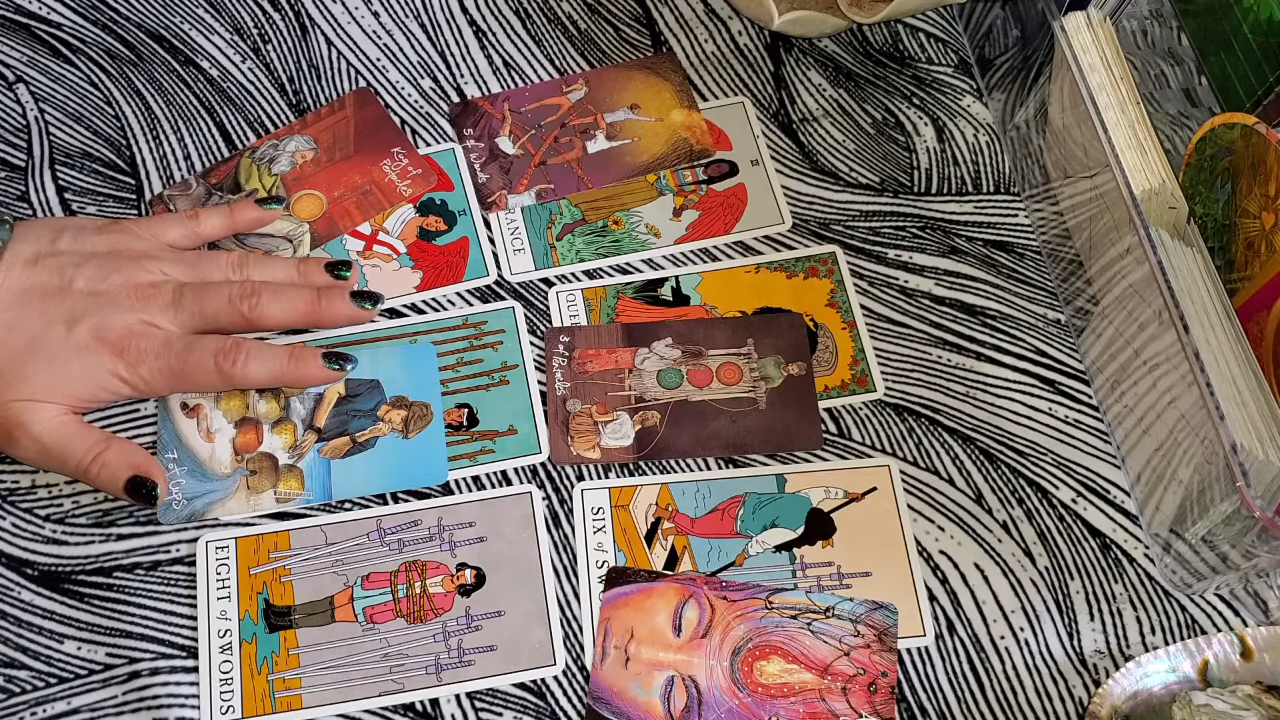 King of
Pentacles
II
5 of Wands
RANCE
QUEE
3 of Pentacles
7 of Cups
SIX of SW
EIGHT of SWORDS